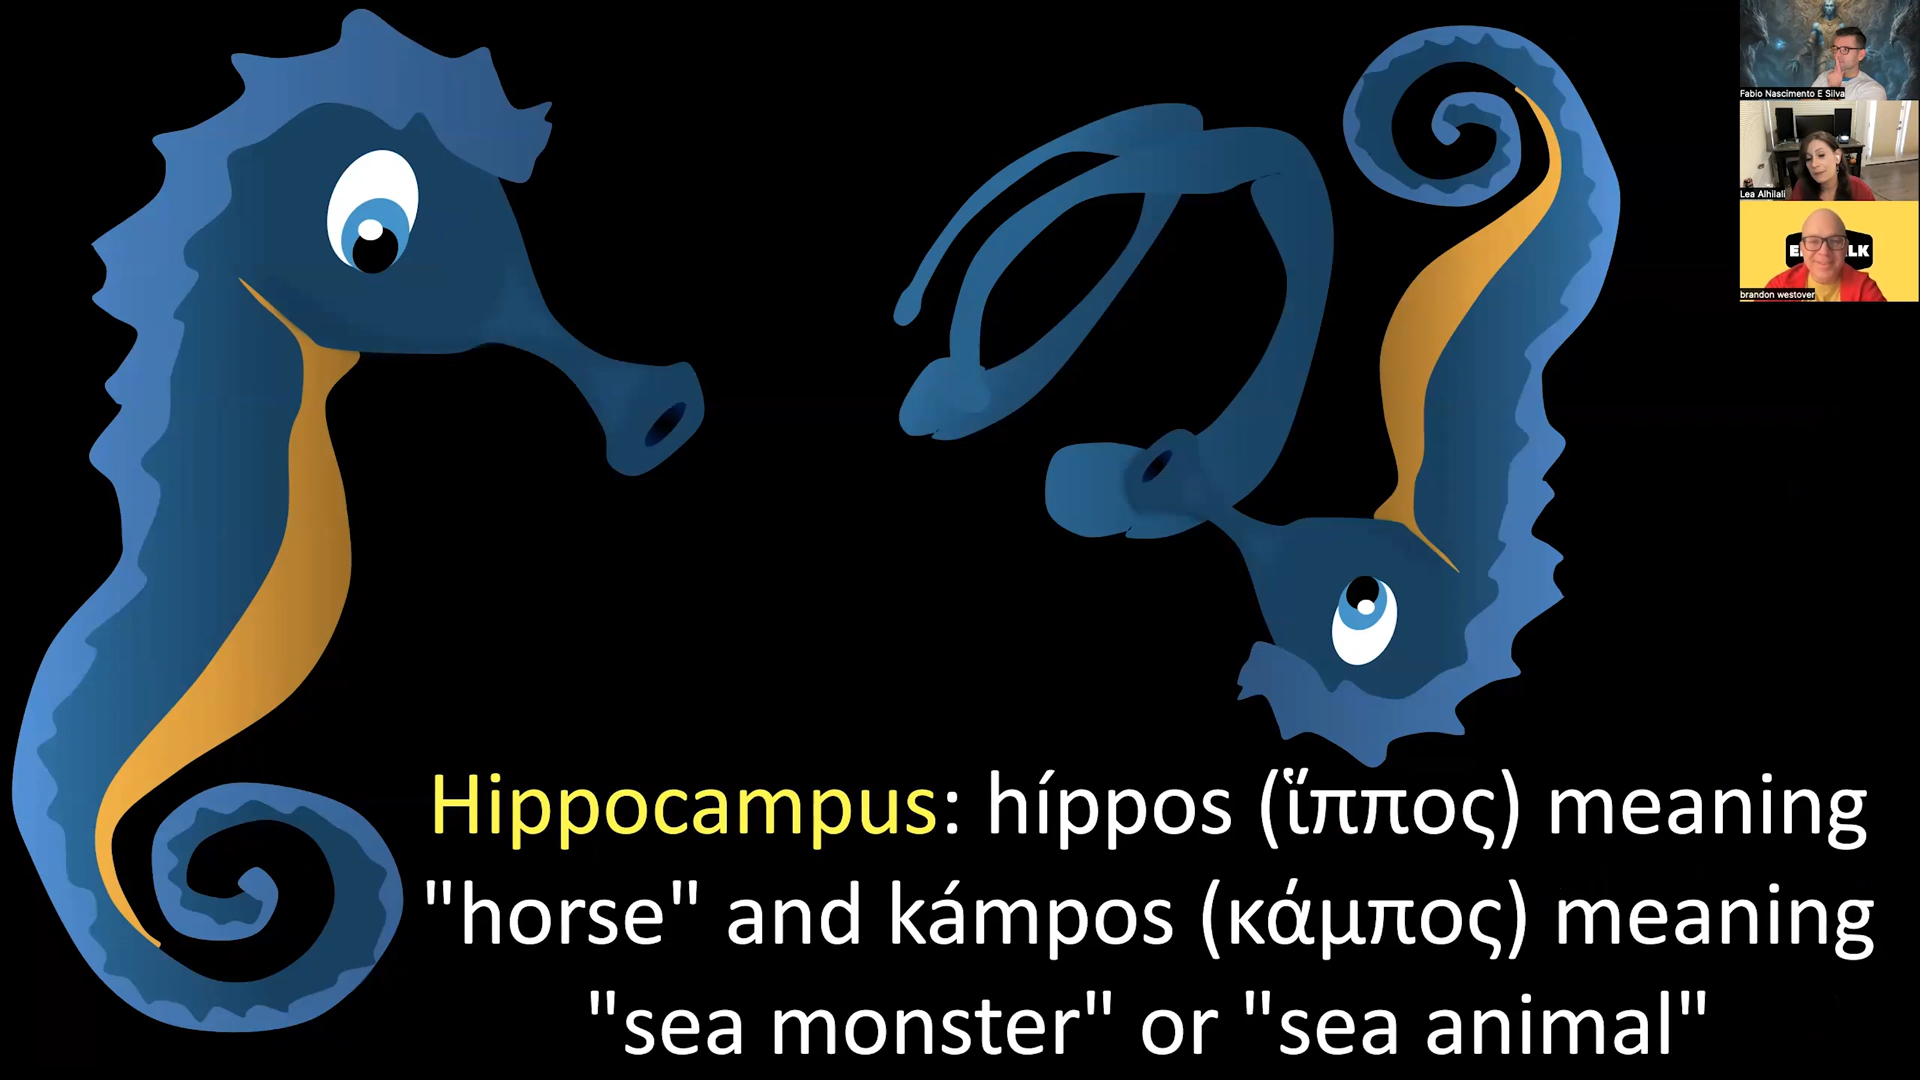 Fabio Nascimento E Silva
Lea Alhilali
brandon westover
Hippocampus: híppos (ἵππος) meaning
"horse" and kámpos (κάμπος) meaning
"sea monster" or "sea animal"